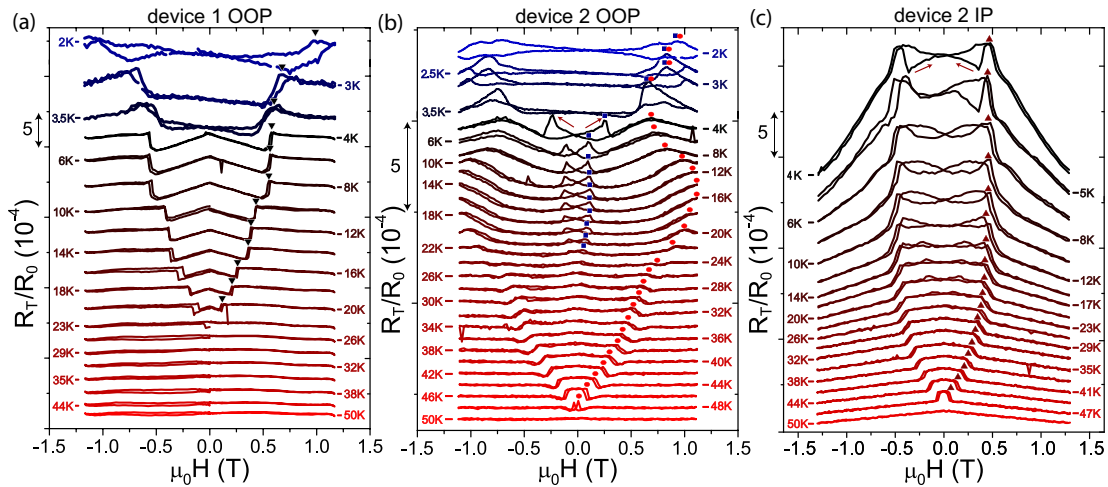 (a)
device 1 OOP
R_T/R_0 (10^-4)
5
2K
3K
3.5K
4K
6K
8K
10K
12K
14K
16K
18K
20K
23K
26K
29K
32K
35K
38K
44K
50K
-1.5 -1.0 -0.5 0.0 0.5 1.0 1.5
μ₀H (T)
(b)
device 2 OOP
R_T/R_0 (10^-4)
5
2K
2.5K
3K
3.5K
4K
6K
8K
10K
12K
14K
16K
18K
20K
22K
24K
26K
28K
30K
32K
34K
36K
38K
40K
42K
44K
46K
48K
50K
-1.5 -1.0 -0.5 0.0 0.5 1.0 1.5
μ₀H (T)
(c)
device 2 IP
R_T/R_0 (10^-4)
5
4K
5K
6K
8K
10K
12K
14K
17K
20K
23K
26K
29K
32K
35K
38K
41K
44K
47K
50K
-1.5 -1.0 -0.5 0.0 0.5 1.0 1.5
μ₀H (T)